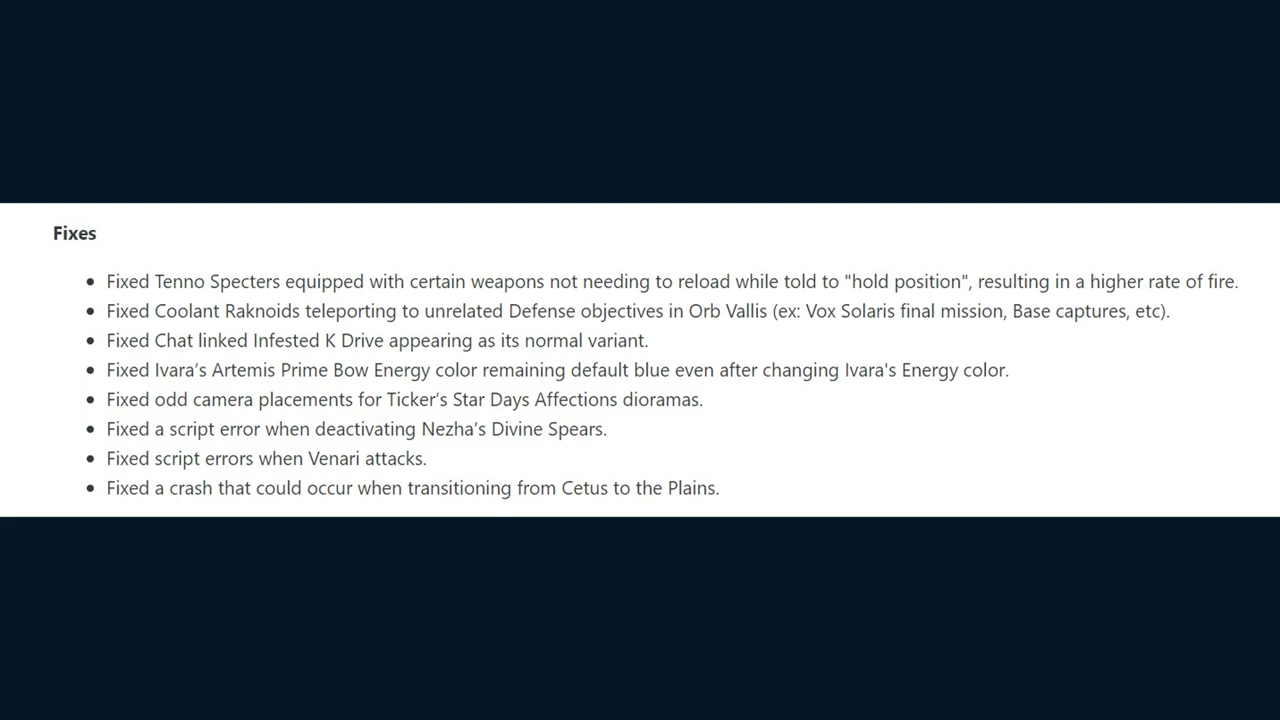 Fixes
Fixed Tenno Specters equipped with certain weapons not needing to reload while told to "hold position", resulting in a higher rate of fire.
Fixed Coolant Raknoids teleporting to unrelated Defense objectives in Orb Vallis (ex: Vox Solaris final mission, Base captures, etc).
Fixed Chat linked Infested K Drive appearing as its normal variant.
Fixed Ivara’s Artemis Prime Bow Energy color remaining default blue even after changing Ivara's Energy color.
Fixed odd camera placements for Ticker’s Star Days Affections dioramas.
Fixed a script error when deactivating Nezha’s Divine Spears.
Fixed script errors when Venari attacks.
Fixed a crash that could occur when transitioning from Cetus to the Plains.